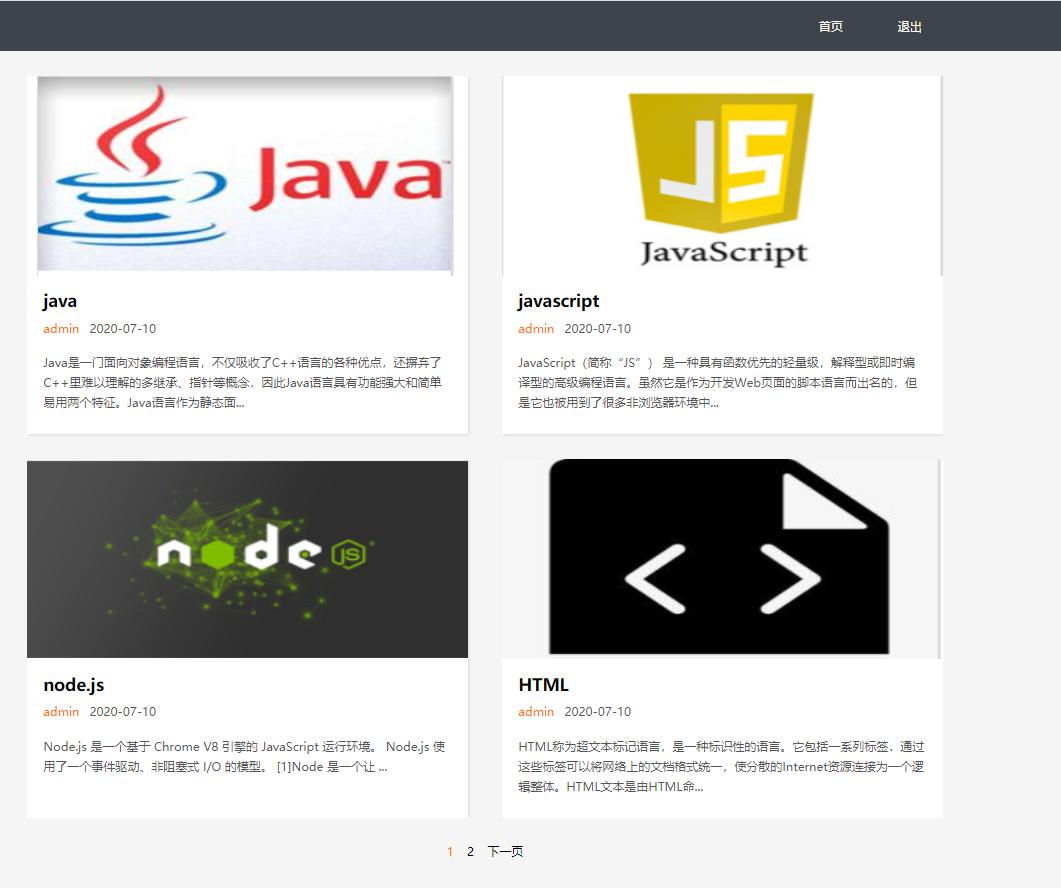 首页 退出
Java™
JS
JavaScript
java
admin 2020-07-10
Java是一门面向对象编程语言，不仅吸收了C++语言的各种优点，还摒弃了
C++里难以理解的多继承、指针等概念，因此Java语言具有功能强大和简单
易用两个特征。Java语言作为静态面...
javascript
admin 2020-07-10
JavaScript（简称“JS”） 是一种具有函数优先的轻量级，解释型或即时编
译型的高级编程语言。虽然它是作为开发Web页面的脚本语言而出名的，但
是它也被用到了很多非浏览器环境中...
node JS
node.js
admin 2020-07-10
Node.js 是一个基于 Chrome V8 引擎的 JavaScript 运行环境。 Node.js 使
用了一个事件驱动、非阻塞式 I/O 的模型。 [1]Node 是一个让 ...
< >
HTML
admin 2020-07-10
HTML称为超文本标记语言，是一种标识性的语言。它包括一系列标签．通过
这些标签可以将网络上的文档格式统一，使分散的Internet资源连接为一个逻
辑整体。HTML文本是由HTML命...
1 2 下一页